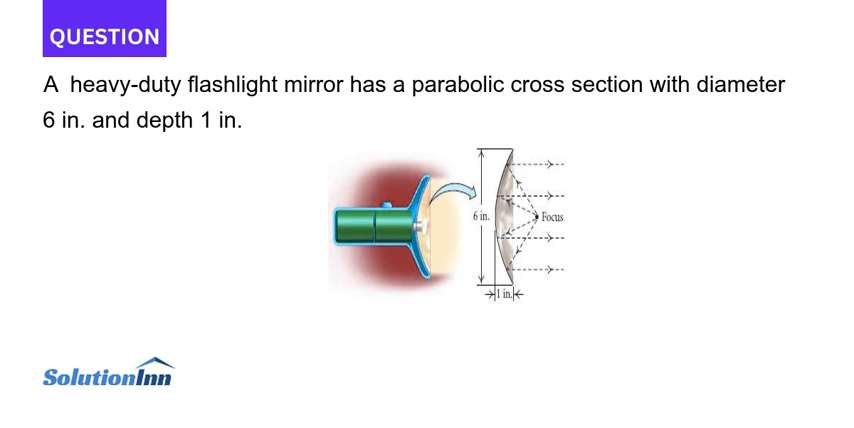 QUESTION
A heavy-duty flashlight mirror has a parabolic cross section with diameter
6 in. and depth 1 in.
6 in.
Focus
1 in.
SolutionInn